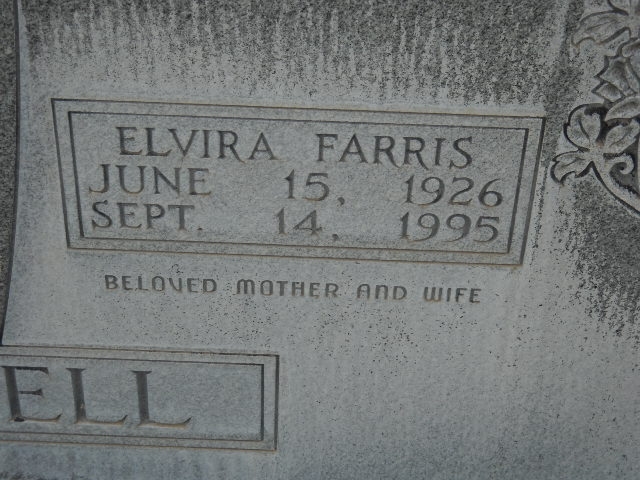 ELVIRA FARRIS
JUNE 15, 1926
SEPT. 14, 1995
BELOVED MOTHER AND WIFE
ELL